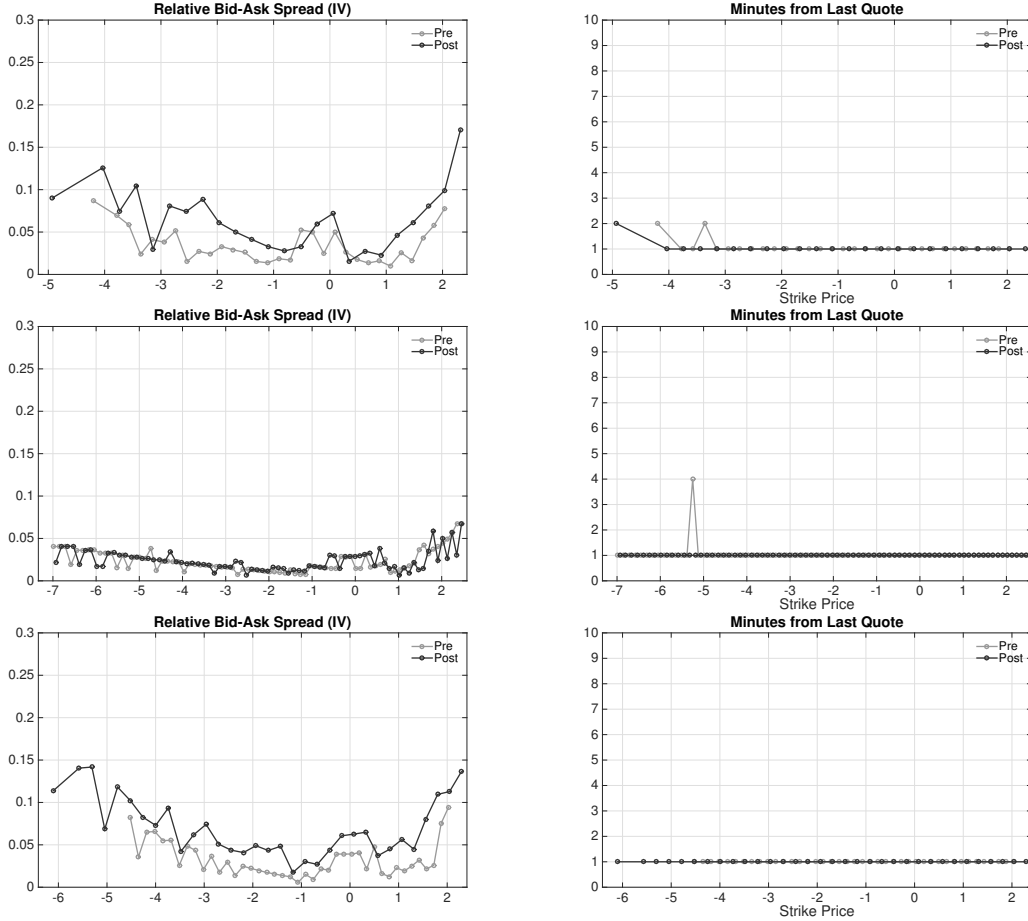 Relative Bid-Ask Spread (IV)
0.3
0.25
0.2
0.15
0.1
0.05
0
-5 -4 -3 -2 -1 0 1 2
Pre
Post
Minutes from Last Quote
10
9
8
7
6
5
4
3
2
1
0
-5 -4 -3 -2 -1 0 1 2
Strike Price
Pre
Post
Relative Bid-Ask Spread (IV)
0.3
0.25
0.2
0.15
0.1
0.05
0
-7 -6 -5 -4 -3 -2 -1 0 1 2
Pre
Post
Minutes from Last Quote
10
9
8
7
6
5
4
3
2
1
0
-7 -6 -5 -4 -3 -2 -1 0 1 2
Strike Price
Pre
Post
Relative Bid-Ask Spread (IV)
0.3
0.25
0.2
0.15
0.1
0.05
0
-6 -5 -4 -3 -2 -1 0 1 2
Pre
Post
Minutes from Last Quote
10
9
8
7
6
5
4
3
2
1
0
-6 -5 -4 -3 -2 -1 0 1 2
Strike Price
Pre
Post